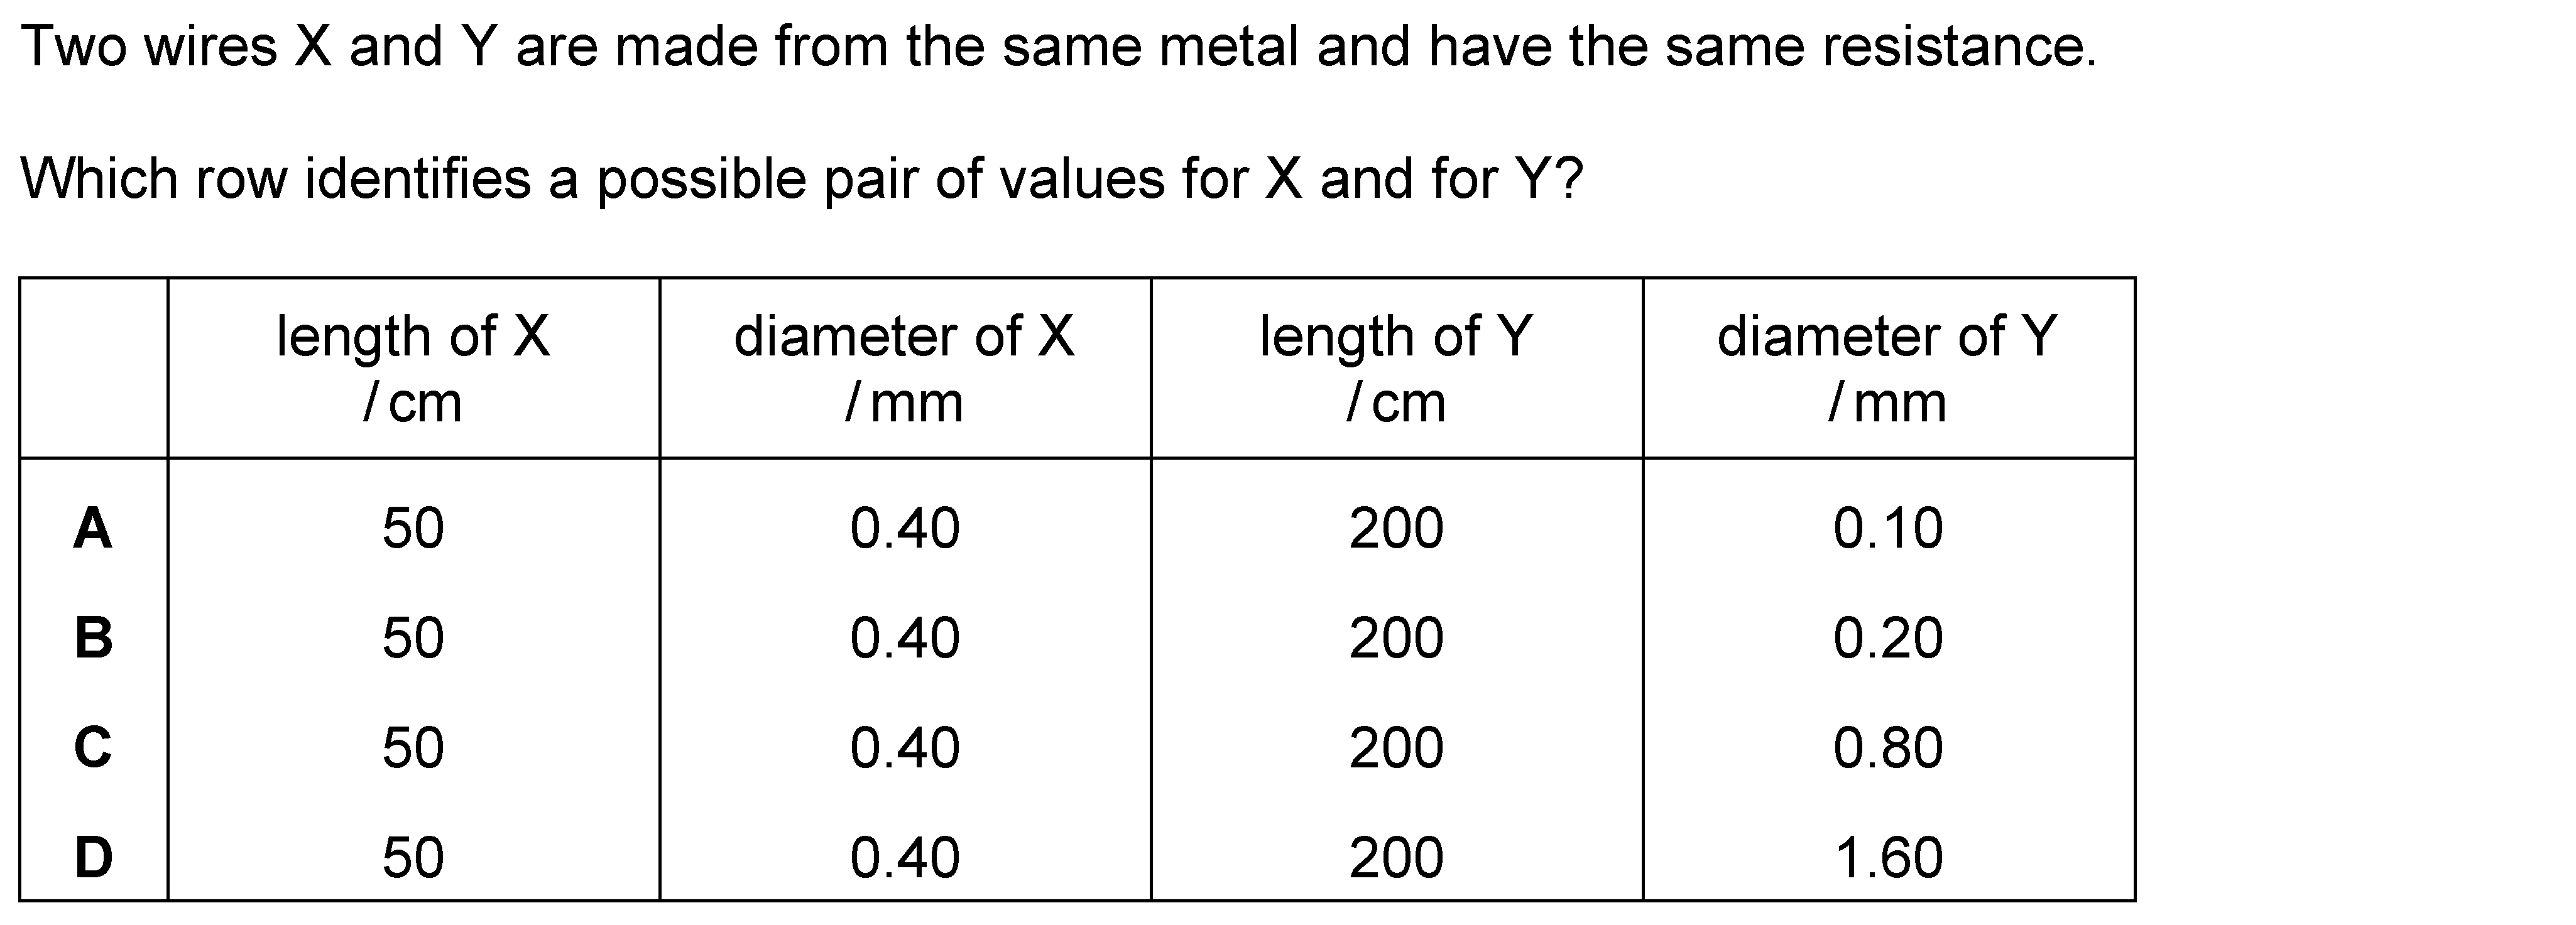 Two wires X and Y are made from the same metal and have the same resistance.
Which row identifies a possible pair of values for X and for Y?
length of X diameter of X length of Y diameter of Y
/ cm / mm / cm / mm
A 50 0.40 200 0.10
B 50 0.40 200 0.20
C 50 0.40 200 0.80
D 50 0.40 200 1.60